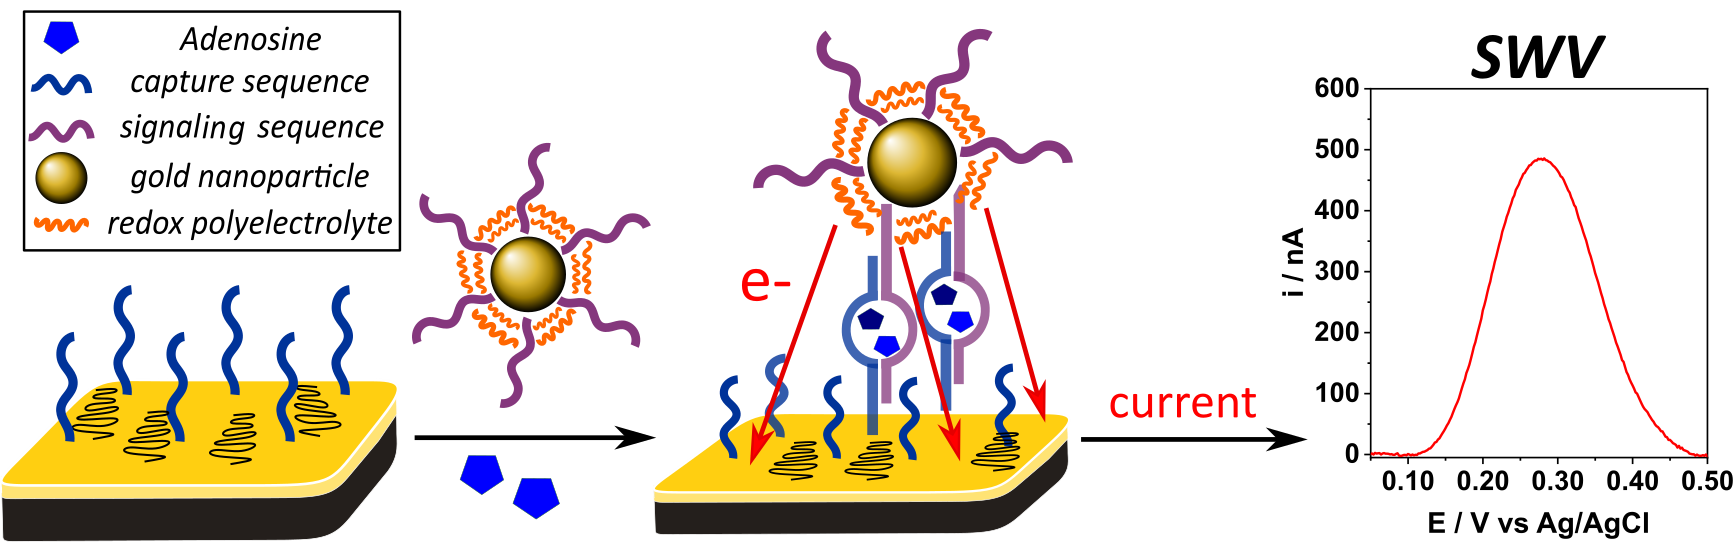 Adenosine
capture sequence
signaling sequence
gold nanoparticle
redox polyelectrolyte
e-
current
SWV
600
500
400
300
200
100
0
i / nA
0.10 0.20 0.30 0.40 0.50
E / V vs Ag/AgCl